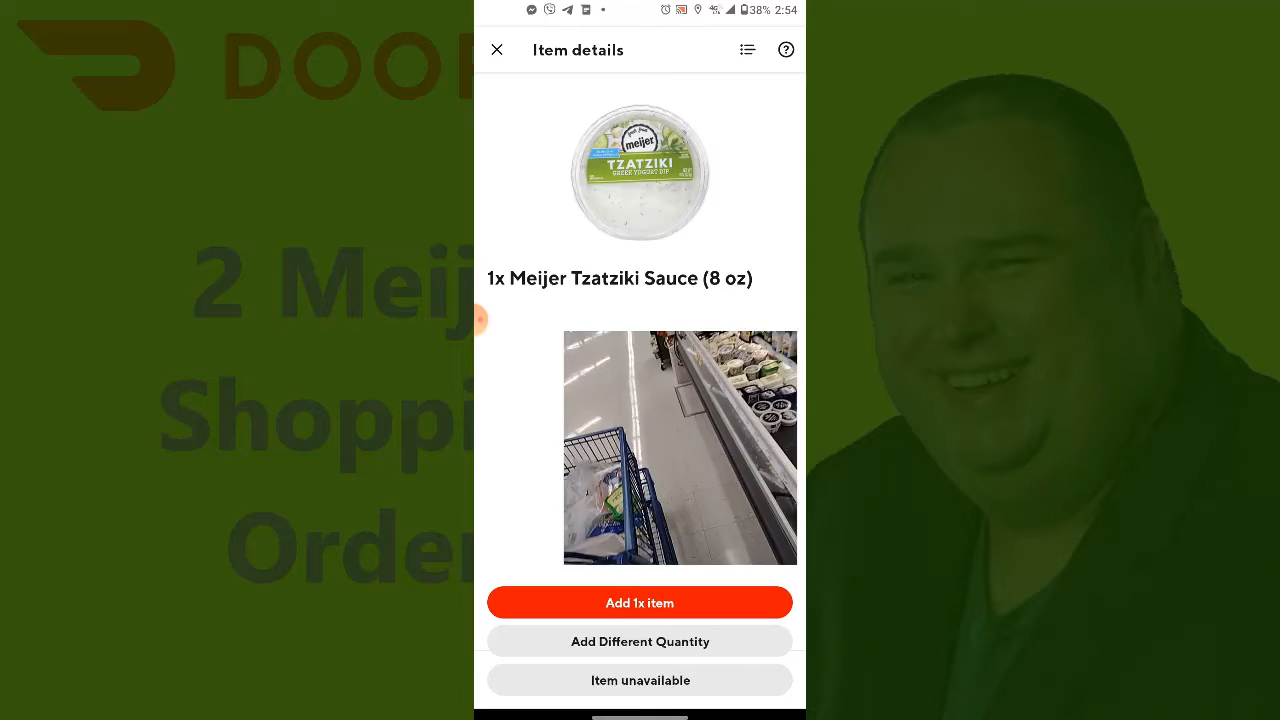 38% 2:54
Item details
DOOR
meijer
TZATZIKI
GREEK YOGURT DIP
1x Meijer Tzatziki Sauce (8 oz)
2 Meij
Shoppi
Order
Add 1x item
Add Different Quantity
Item unavailable